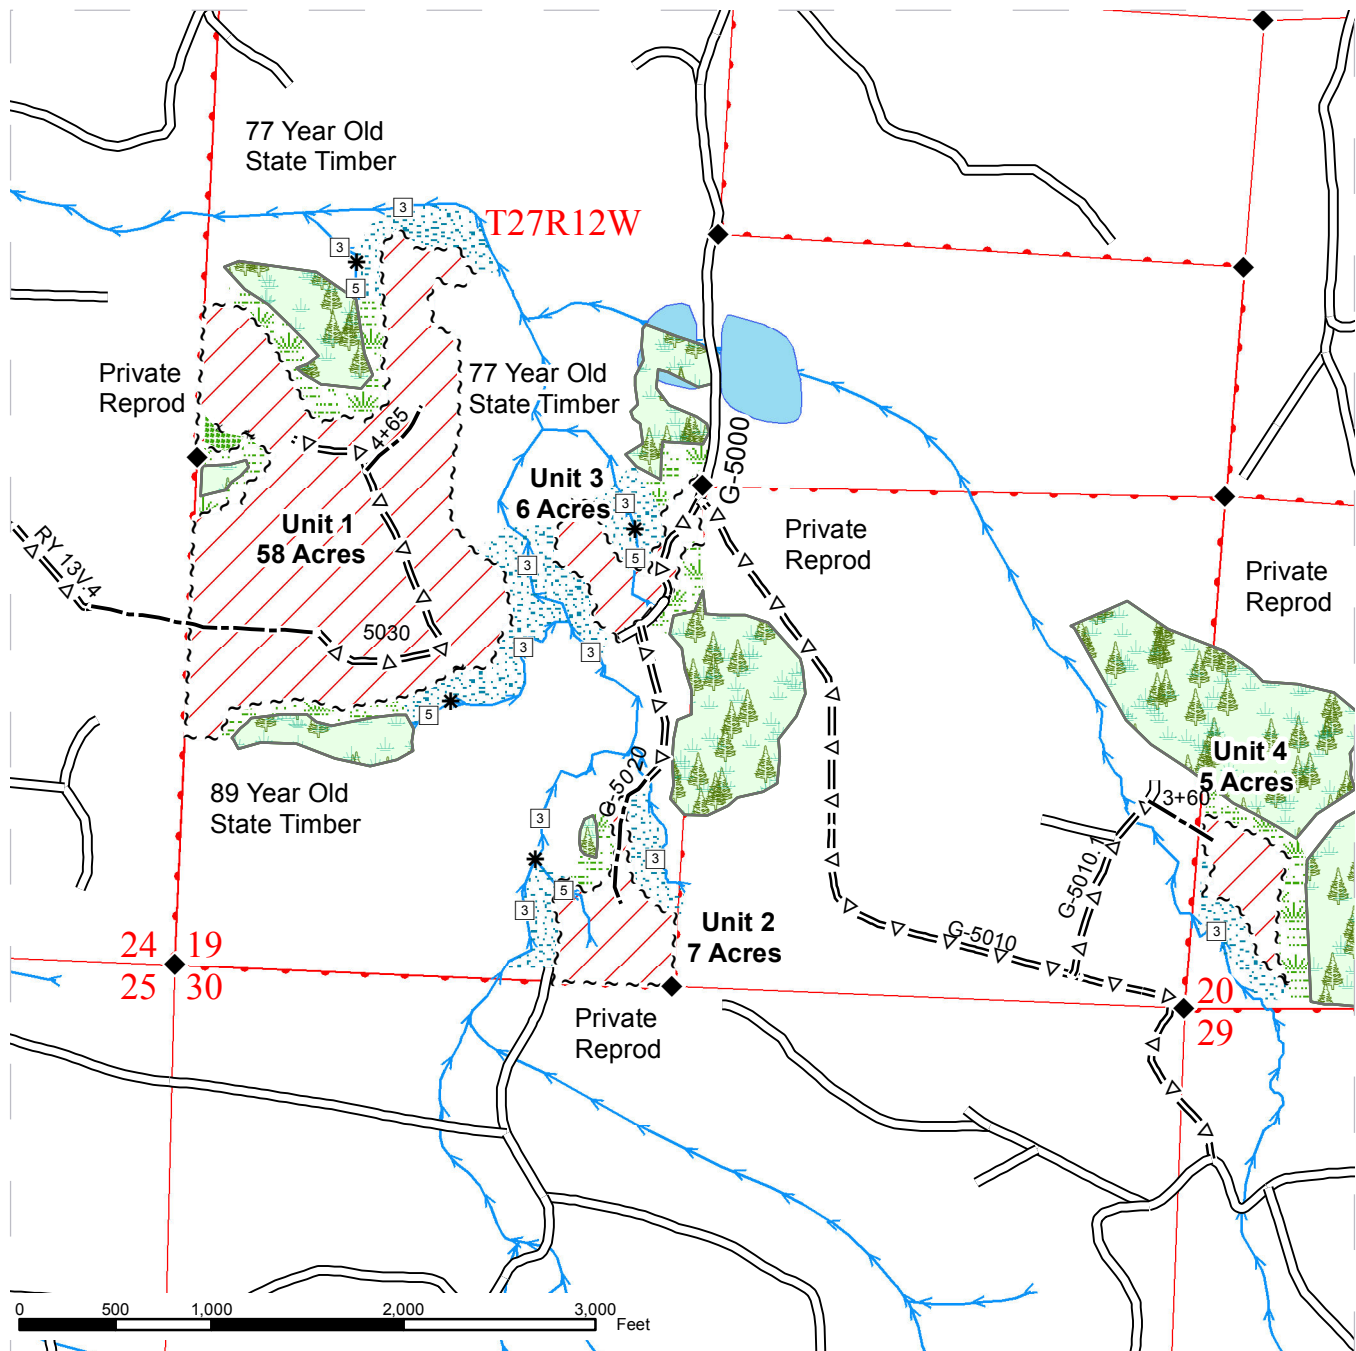 77 Year Old
State Timber
3
T27R12W
3
5
Private
Reprod
77 Year Old
State Timber
4+65
G-5000
Unit 3
6 Acres
3
Unit 1
58 Acres
Private
Reprod
RY 13V.4
3
5
Private
Reprod
5030
3
3
5
Unit 4
5 Acres
89 Year Old
State Timber
G-5020
3+60
3
3
G-5010.1
5
3
Unit 2
7 Acres
3
G-5010
24
19
25
30
20
29
Private
Reprod
0
500
1,000
2,000
3,000
Feet